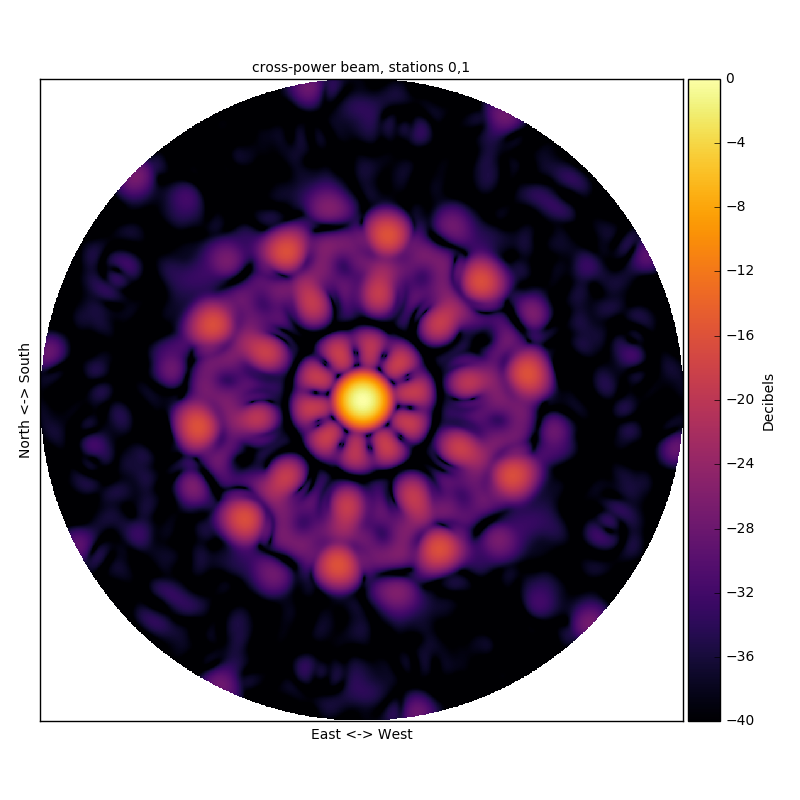 cross-power beam, stations 0,1
North <-> South
East <-> West
0
−4
−8
−12
−16
−20
−24
−28
−32
−36
−40
Decibels